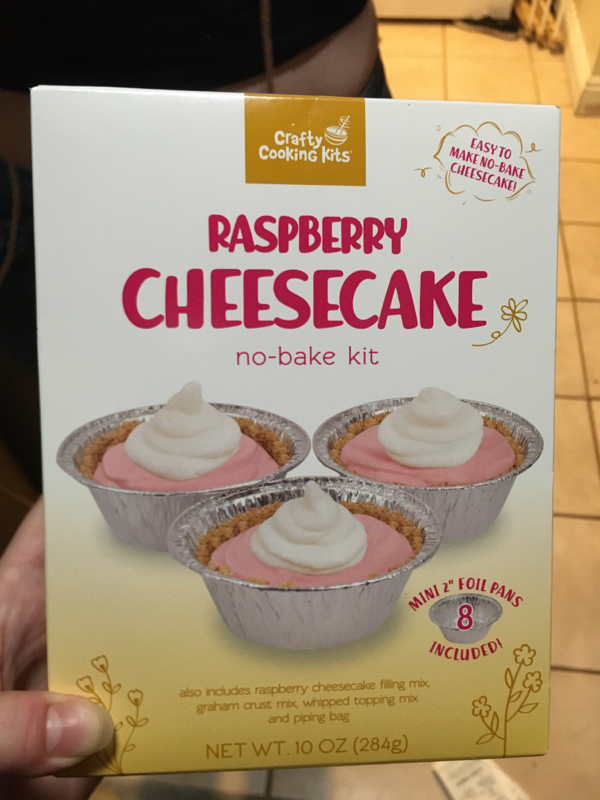 Crafty
Cooking Kits
EASY TO
MAKE NO-BAKE
CHEESECAKE!
RASPBERRY
CHEESECAKE
no-bake kit
MINI 2" FOIL PANS
8
INCLUDED!
also includes raspberry cheesecake filling mix,
graham crust mix, whipped topping mix
and piping bag
NET WT. 10 OZ (284g)